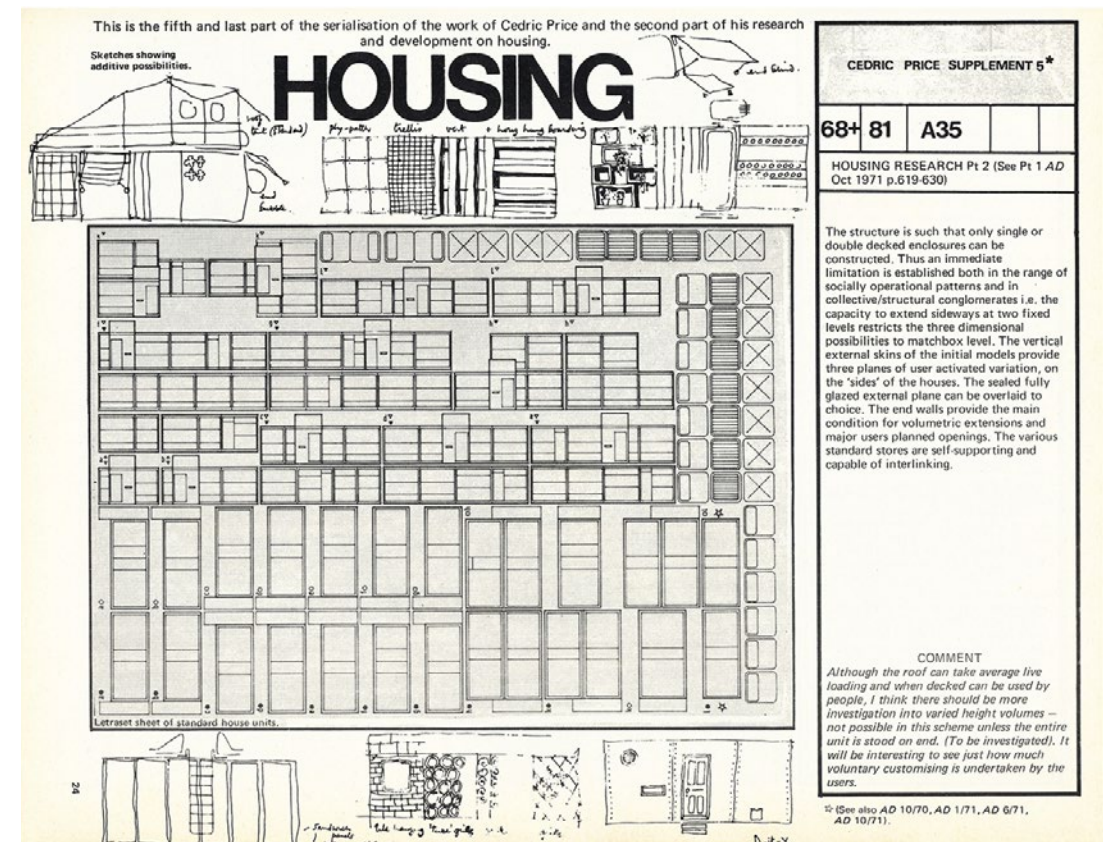 This is the fifth and last part of the serialisation of the work of Cedric Price and the second part of his research
and development on housing.
Sketches showing
additive possibilities.
HOUSING
end blind.
trellis
vert
Letraset sheet of standard house units.
24
Sandwich
panels
CEDRIC PRICE SUPPLEMENT 5*
68+ 81 A35
HOUSING RESEARCH Pt 2 (See Pt 1 AD
Oct 1971 p.619-630)
The structure is such that only single or
double decked enclosures can be
constructed. Thus an immediate
limitation is established both in the range of
socially operational patterns and in
collective/structural conglomerates i.e. the
capacity to extend sideways at two fixed
levels restricts the three dimensional
possibilities to matchbox level. The vertical
external skins of the initial models provide
three planes of user activated variation, on
the 'sides' of the houses. The sealed fully
glazed external plane can be overlaid to
choice. The end walls provide the main
condition for volumetric extensions and
major users planned openings. The various
standard stores are self-supporting and
capable of interlinking.
COMMENT
Although the roof can take average live
loading and when decked can be used by
people, I think there should be more
investigation into varied height volumes –
not possible in this scheme unless the entire
unit is stood on end. (To be investigated). It
will be interesting to see just how much
voluntary customising is undertaken by the
users.
☆ (See also AD 10/70, AD 1/71, AD 6/71,
AD 10/71).